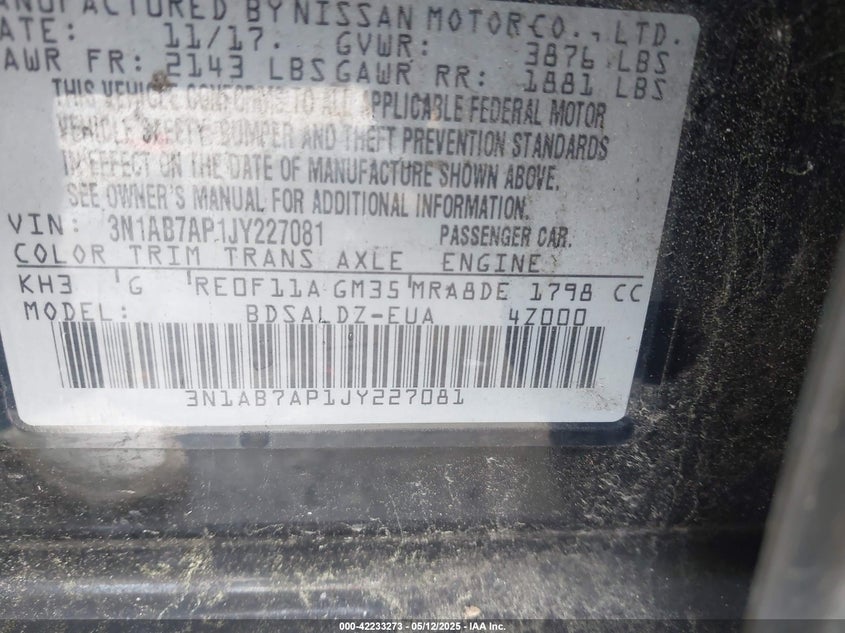 MANUFACTURED BY NISSAN MOTOR CO., LTD.
DATE: 11/17. GVWR: 3876 LBS
GAWR FR: 2143 LBS GAWR RR: 1881 LBS
THIS VEHICLE CONFORMS TO ALL APPLICABLE FEDERAL MOTOR
VEHICLE SAFETY, BUMPER AND THEFT PREVENTION STANDARDS
IN EFFECT ON THE DATE OF MANUFACTURE SHOWN ABOVE.
SEE OWNER'S MANUAL FOR ADDITIONAL INFORMATION.
VIN: 3N1AB7AP1JY227081 PASSENGER CAR.
COLOR TRIM TRANS AXLE ENGINE
KH3 G RE0F11A GM35 MRA8DE 1798 CC
MODEL: BDSALDZ-EUA 4Z000
3N1AB7AP1JY227081
000-42233273 - 05/12/2025 - IAA Inc.